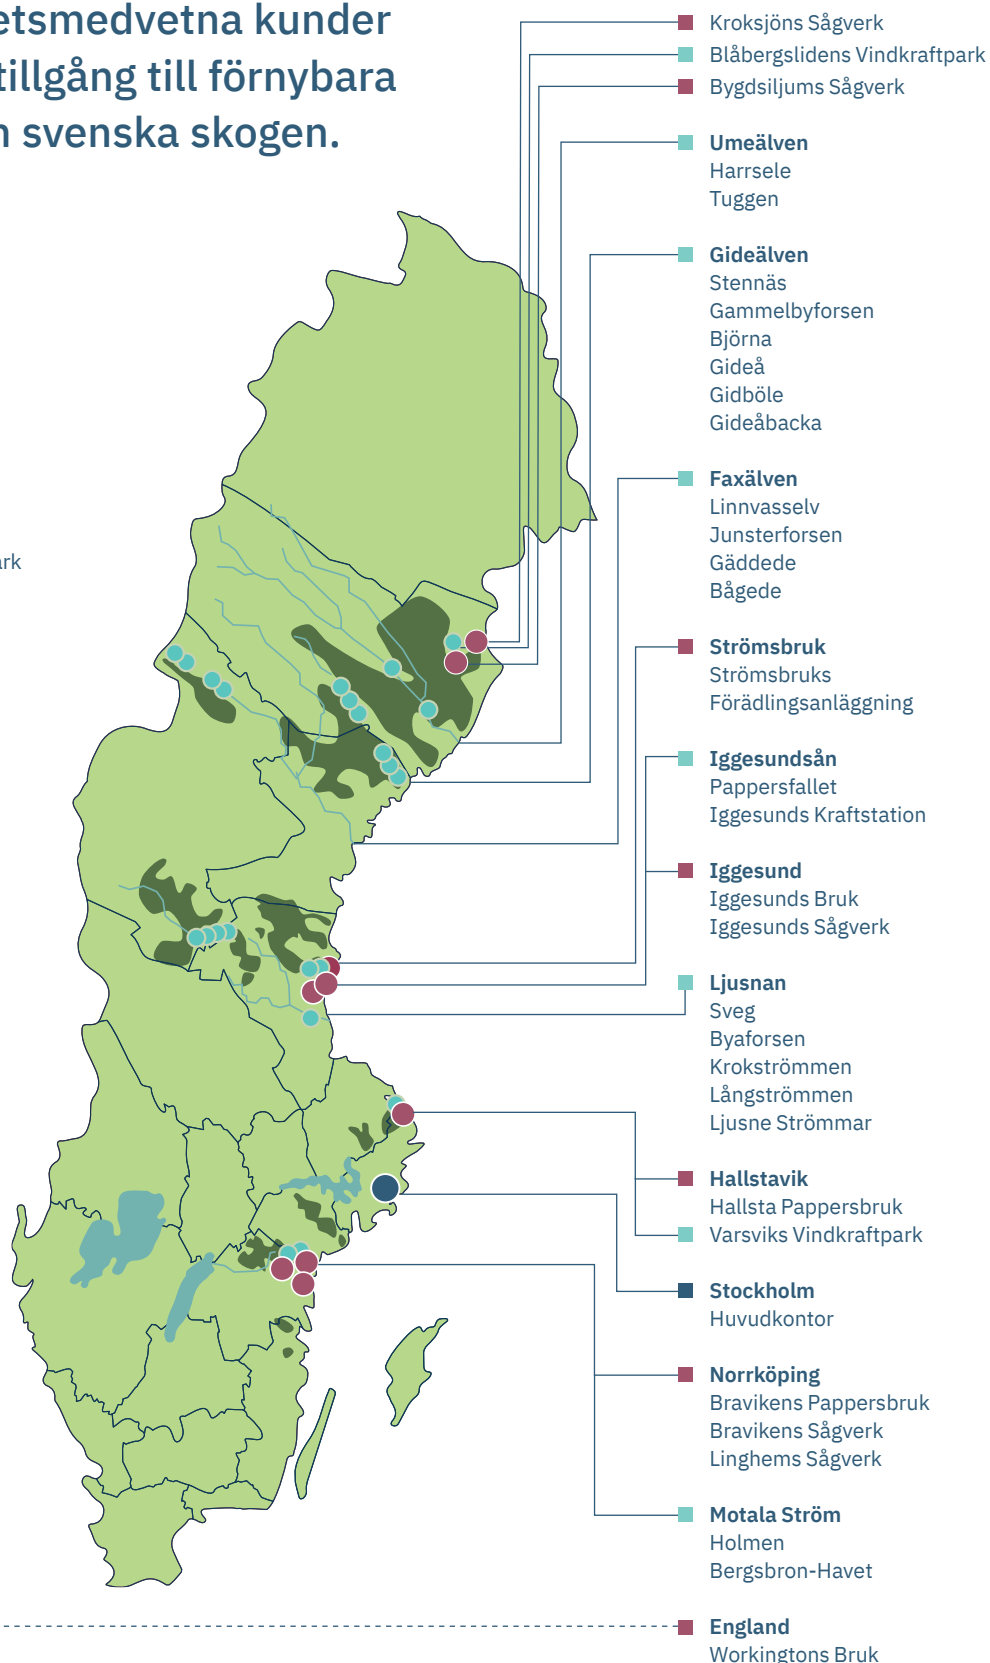 etsmedvetna kunder
tillgång till förnybara
n svenska skogen.
ark
Kroksjöns Sågverk
Blåbergslidens Vindkraftpark
Bygdsiljums Sågverk
Umeälven
Harrsele
Tuggen
Gideälven
Stennäs
Gammelbyforsen
Björna
Gideå
Gidböle
Gideåbacka
Faxälven
Linnvasselv
Junsterforsen
Gäddede
Bågede
Strömsbruk
Strömsbruks
Förädlingsanläggning
Iggesundsån
Pappersfallet
Iggesunds Kraftstation
Iggesund
Iggesunds Bruk
Iggesunds Sågverk
Ljusnan
Sveg
Byaforsen
Krokströmmen
Långströmmen
Ljusne Strömmar
Hallstavik
Hallsta Pappersbruk
Varsviks Vindkraftpark
Stockholm
Huvudkontor
Norrköping
Bravikens Pappersbruk
Bravikens Sågverk
Linghems Sågverk
Motala Ström
Holmen
Bergsbron-Havet
England
Workingtons Bruk